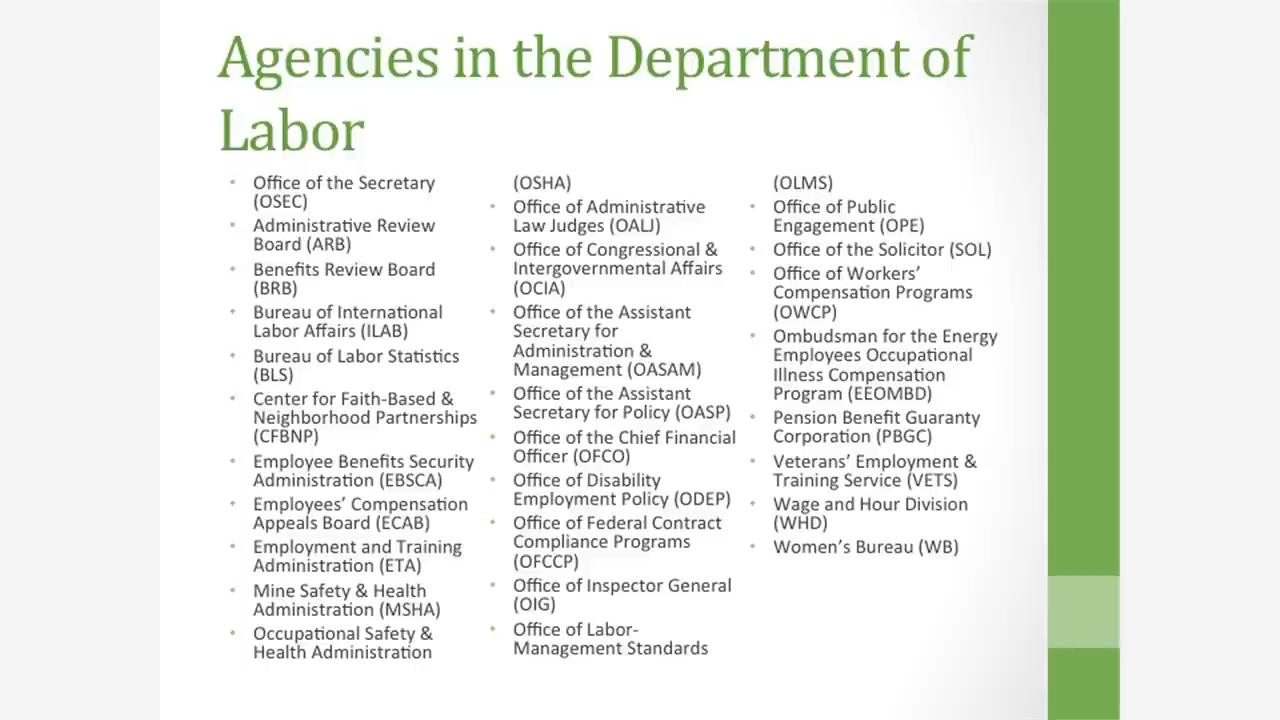 Agencies in the Department of
Labor
Office of the Secretary
(OSEC)
Administrative Review
Board (ARB)
Benefits Review Board
(BRB)
Bureau of International
Labor Affairs (ILAB)
Bureau of Labor Statistics
(BLS)
Center for Faith-Based &
Neighborhood Partnerships
(CFBNP)
Employee Benefits Security
Administration (EBSCA)
Employees’ Compensation
Appeals Board (ECAB)
Employment and Training
Administration (ETA)
Mine Safety & Health
Administration (MSHA)
Occupational Safety &
Health Administration
(OSHA)
Office of Administrative
Law Judges (OALJ)
Office of Congressional &
Intergovernmental Affairs
(OCIA)
Office of the Assistant
Secretary for
Administration &
Management (OASAM)
Office of the Assistant
Secretary for Policy (OASP)
Office of the Chief Financial
Officer (OFCO)
Office of Disability
Employment Policy (ODEP)
Office of Federal Contract
Compliance Programs
(OFCCP)
Office of Inspector General
(OIG)
Office of Labor-
Management Standards
(OLMS)
Office of Public
Engagement (OPE)
Office of the Solicitor (SOL)
Office of Workers’
Compensation Programs
(OWCP)
Ombudsman for the Energy
Employees Occupational
Illness Compensation
Program (EEOMBD)
Pension Benefit Guaranty
Corporation (PBGC)
Veterans’ Employment &
Training Service (VETS)
Wage and Hour Division
(WHD)
Women’s Bureau (WB)